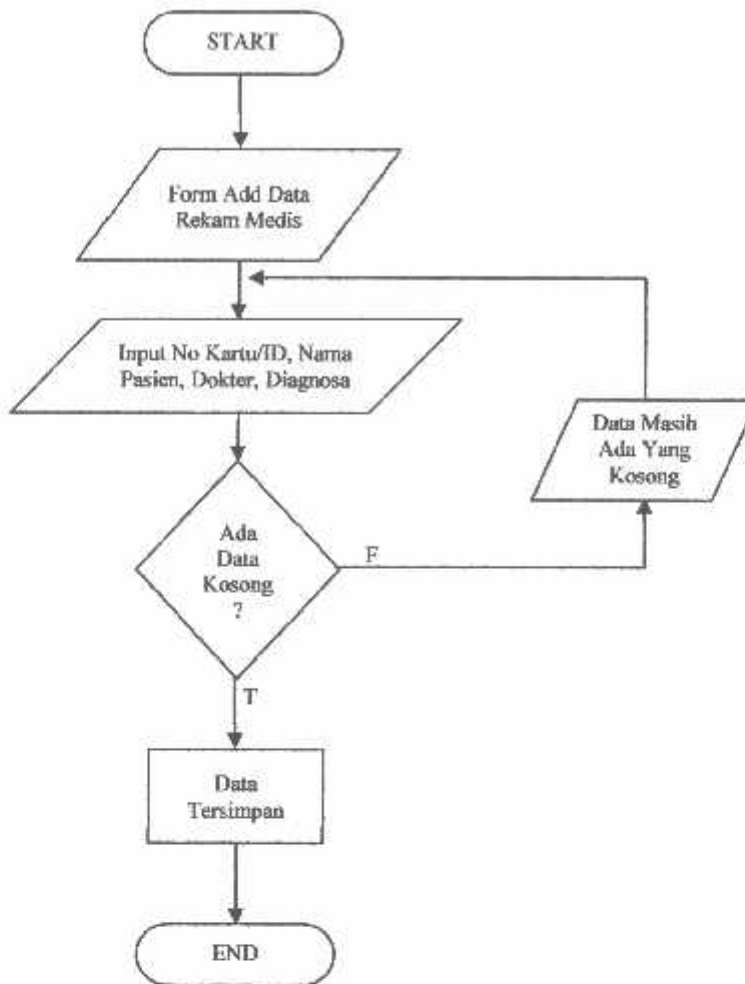 START
Form Add Data
Rekam Medis
Input No Kartu/ID, Nama
Pasien, Dokter, Diagnosa
Data Masih
Ada Yang
Kosong
Ada
Data
Kosong
?
F
T
Data
Tersimpan
END